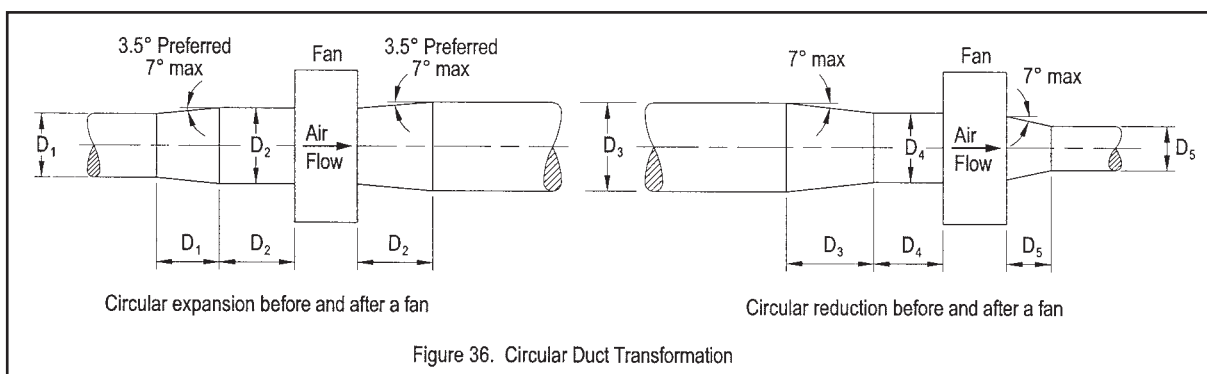 3.5° Preferred
7° max
Fan
3.5° Preferred
7° max
D1
D2
Air
Flow
D1
D2
D2
Circular expansion before and after a fan
7° max
Fan
7° max
D3
D4
Air
Flow
D5
D3
D4
D5
Circular reduction before and after a fan
Figure 36. Circular Duct Transformation